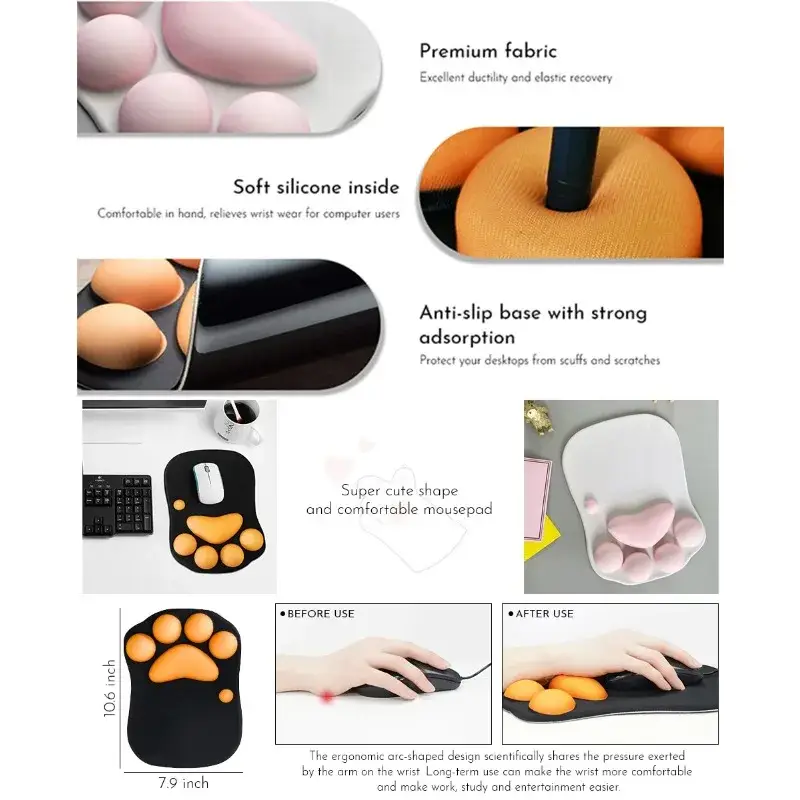 Premium fabric
Excellent ductility and elastic recovery
Soft silicone inside
Comfortable in hand, relieves wrist wear for computer users
Anti-slip base with strong
adsorption
Protect your desktops from scuffs and scratches
Super cute shape
and comfortable mousepad
10.6 inch
7.9 inch
•BEFORE USE
•AFTER USE
The ergonomic arc-shaped design scientifically shares the pressure exerted
by the arm on the wrist. Long-term use can make the wrist more comfortable
and make work, study and entertainment easier.